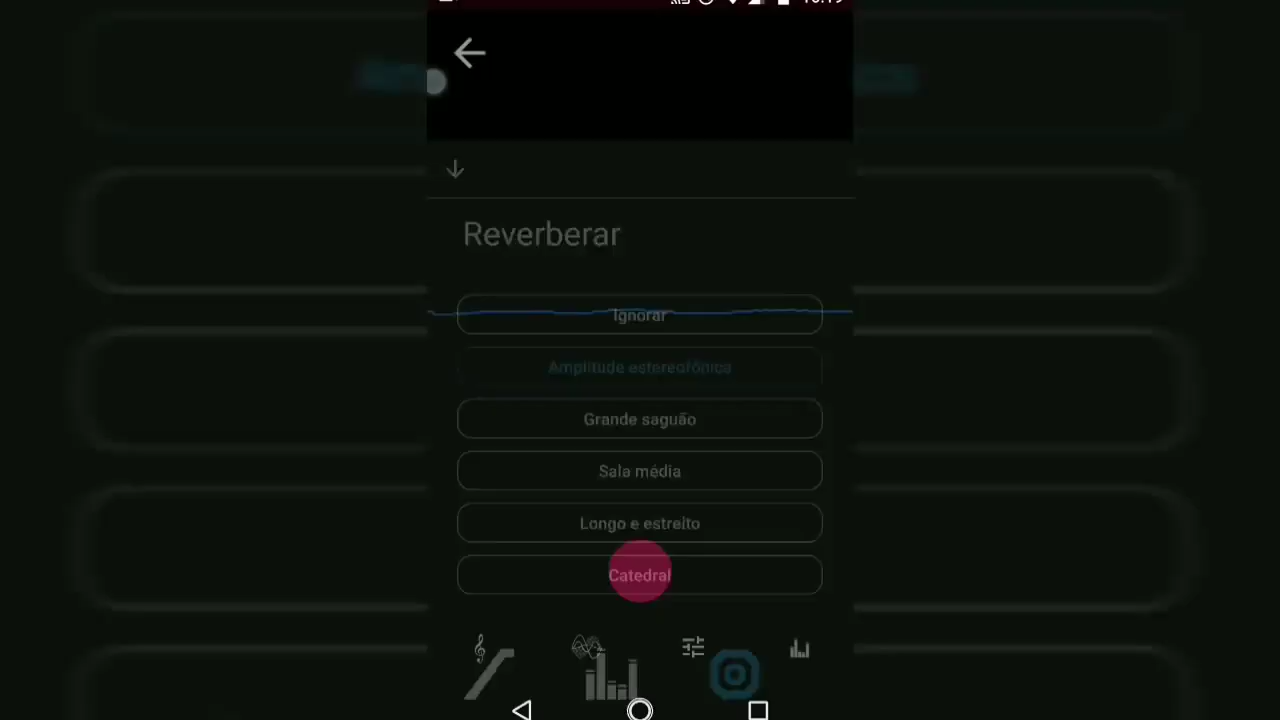 Reverberar
Ignorar
Amplitude estereofônica
Grande saguão
Sala média
Longo e estreito
Catedral